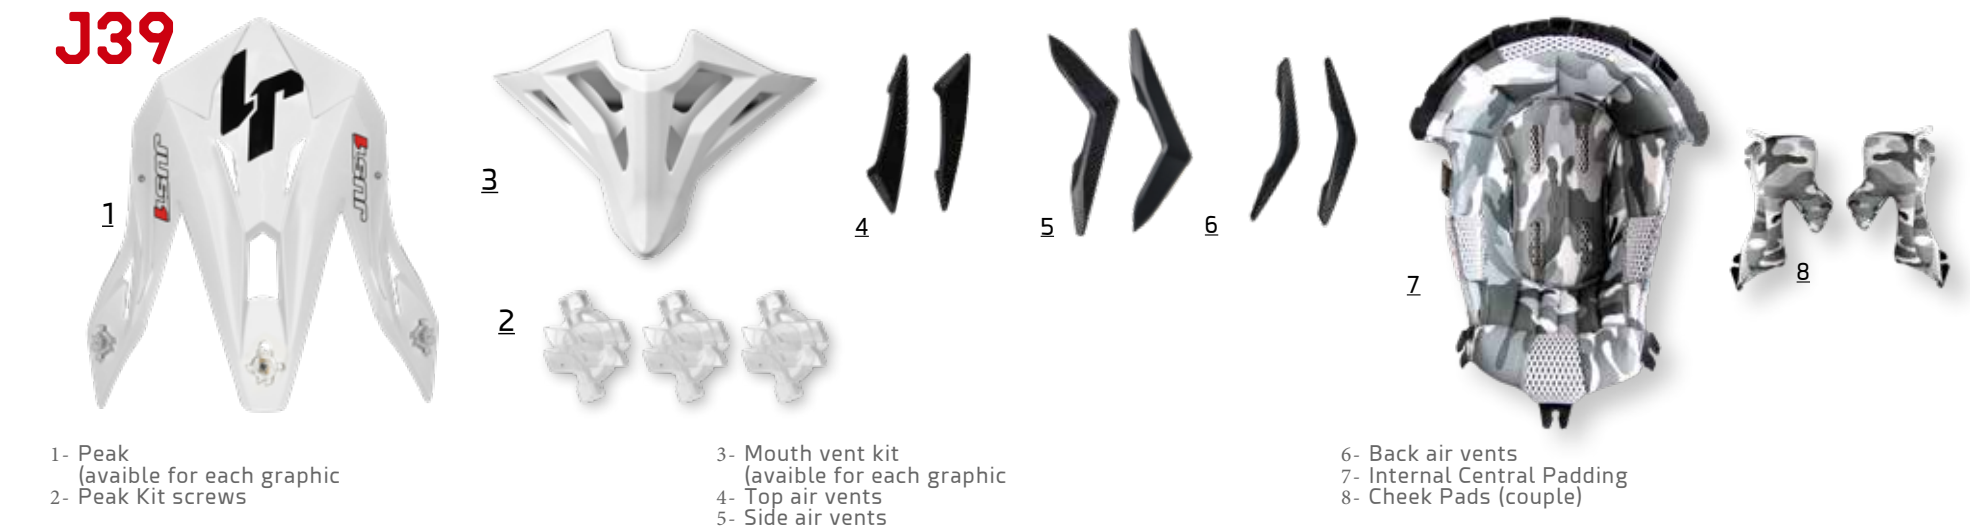 J39
JUST1
JUST1
1
3
2
4
5
6
7
8
1- Peak
(avaible for each graphic
2- Peak Kit screws
3- Mouth vent kit
(avaible for each graphic
4- Top air vents
5- Side air vents
6- Back air vents
7- Internal Central Padding
8- Cheek Pads (couple)